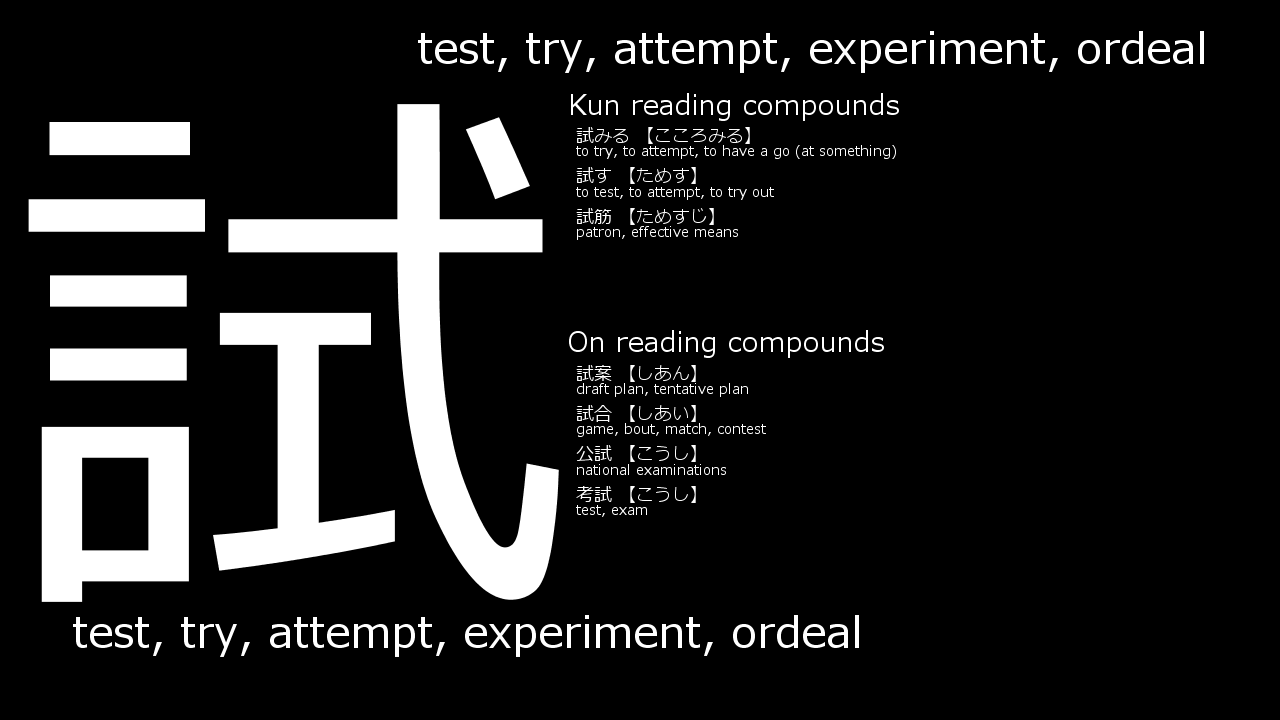 test, try, attempt, experiment, ordeal
試
Kun reading compounds
試みる 【こころみる】
to try, to attempt, to have a go (at something)
試す 【ためす】
to test, to attempt, to try out
試筋 【ためすじ】
patron, effective means
On reading compounds
試案 【しあん】
draft plan, tentative plan
試合 【しあい】
game, bout, match, contest
公試 【こうし】
national examinations
考試 【こうし】
test, exam
test, try, attempt, experiment, ordeal